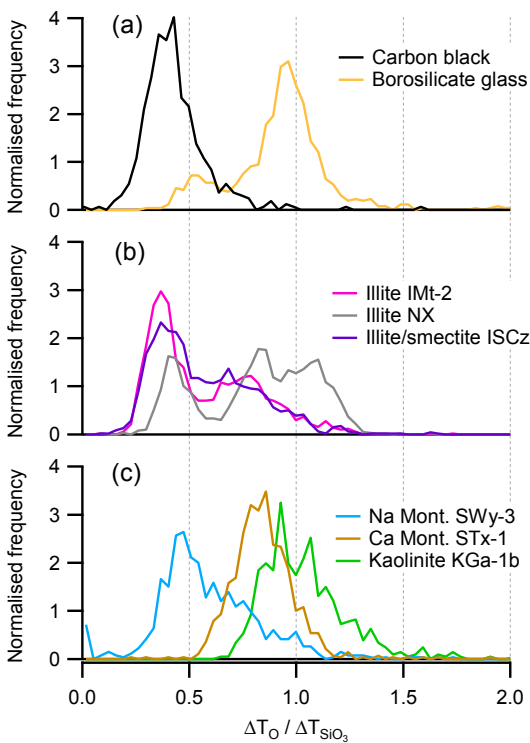 (a)
Normalised frequency
4
3
2
1
0
Carbon black
Borosilicate glass
(b)
Normalised frequency
4
3
2
1
0
Illite IMt-2
Illite NX
Illite/smectite ISCz
(c)
Normalised frequency
4
3
2
1
0
Na Mont. SWy-3
Ca Mont. STx-1
Kaolinite KGa-1b
0.0 0.5 1.0 1.5 2.0
ΔT_O / ΔT_SiO₃